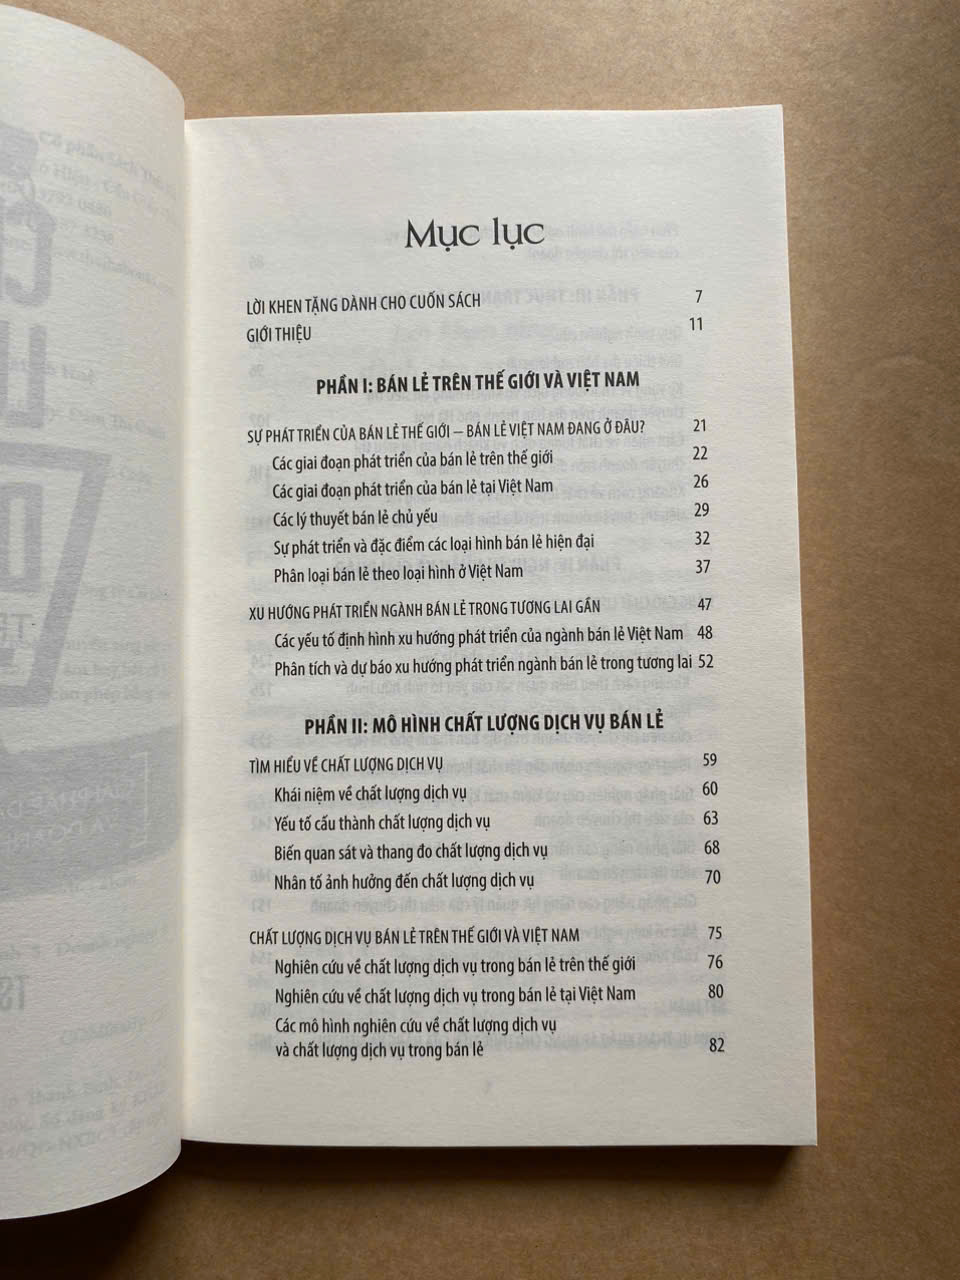 Mục lục
LỜI KHEN TẶNG DÀNH CHO CUỐN SÁCH 7
GIỚI THIỆU 11
PHẦN I: BÁN LẺ TRÊN THẾ GIỚI VÀ VIỆT NAM
SỰ PHÁT TRIỂN CỦA BÁN LẺ THẾ GIỚI – BÁN LẺ VIỆT NAM ĐANG Ở ĐÂU? 21
Các giai đoạn phát triển của bán lẻ trên thế giới 22
Các giai đoạn phát triển của bán lẻ tại Việt Nam 26
Các lý thuyết bán lẻ chủ yếu 29
Sự phát triển và đặc điểm các loại hình bán lẻ hiện đại 32
Phân loại bán lẻ theo loại hình ở Việt Nam 37
XU HƯỚNG PHÁT TRIỂN NGÀNH BÁN LẺ TRONG TƯƠNG LAI GẦN 47
Các yếu tố định hình xu hướng phát triển của ngành bán lẻ Việt Nam 48
Phân tích và dự báo xu hướng phát triển ngành bán lẻ trong tương lai 52
PHẦN II: MÔ HÌNH CHẤT LƯỢNG DỊCH VỤ BÁN LẺ
TÌM HIỂU VỀ CHẤT LƯỢNG DỊCH VỤ 59
Khái niệm về chất lượng dịch vụ 60
Yếu tố cấu thành chất lượng dịch vụ 63
Biến quan sát và thang đo chất lượng dịch vụ 68
Nhân tố ảnh hưởng đến chất lượng dịch vụ 70
CHẤT LƯỢNG DỊCH VỤ BÁN LẺ TRÊN THẾ GIỚI VÀ VIỆT NAM 75
Nghiên cứu về chất lượng dịch vụ trong bán lẻ trên thế giới 76
Nghiên cứu về chất lượng dịch vụ trong bán lẻ tại Việt Nam 80
Các mô hình nghiên cứu về chất lượng dịch vụ
và chất lượng dịch vụ trong bán lẻ 82